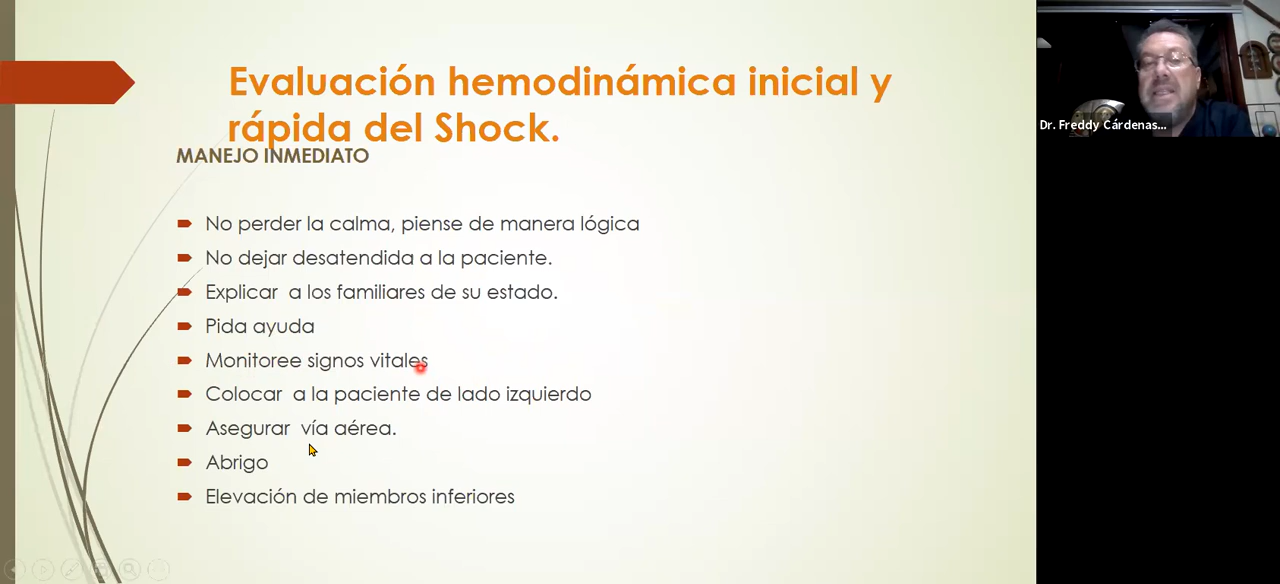 Evaluación hemodinámica inicial y
rápida del Shock.
MANEJO INMEDIATO
No perder la calma, piense de manera lógica
No dejar desatendida a la paciente.
Explicar a los familiares de su estado.
Pida ayuda
Monitoree signos vitales
Colocar a la paciente de lado izquierdo
Asegurar vía aérea.
Abrigo
Elevación de miembros inferiores
Dr. Freddy Cárdenas...